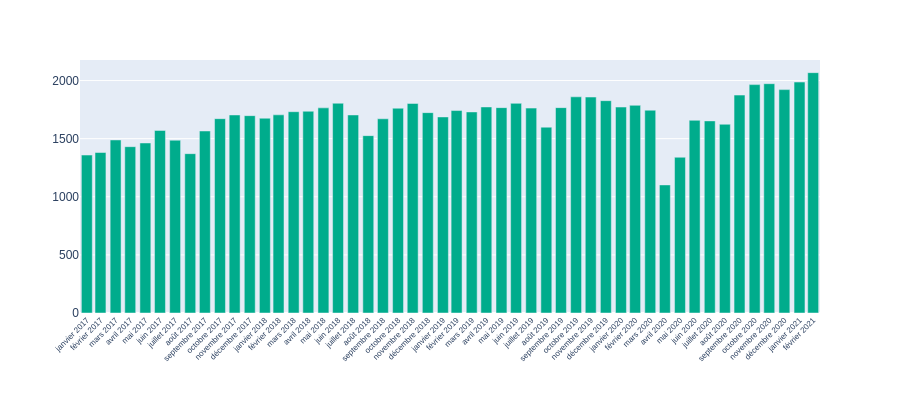 2000
1500
1000
500
0
janvier 2017
février 2017
mars 2017
avril 2017
mai 2017
juin 2017
juillet 2017
août 2017
septembre 2017
octobre 2017
novembre 2017
décembre 2017
janvier 2018
février 2018
mars 2018
avril 2018
mai 2018
juin 2018
juillet 2018
août 2018
septembre 2018
octobre 2018
novembre 2018
décembre 2018
janvier 2019
février 2019
mars 2019
avril 2019
mai 2019
juin 2019
juillet 2019
août 2019
septembre 2019
octobre 2019
novembre 2019
décembre 2019
janvier 2020
février 2020
mars 2020
avril 2020
mai 2020
juin 2020
juillet 2020
août 2020
septembre 2020
octobre 2020
novembre 2020
décembre 2020
janvier 2021
février 2021